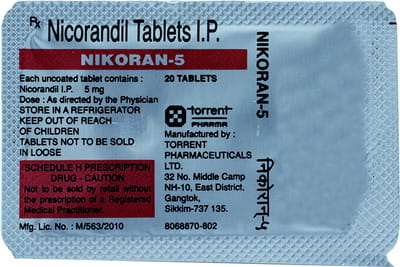 Rx Nicorandil Tablets I.P.
NIKORAN-5
Each uncoated tablet contains :
Nicorandil I.P. 5 mg
Dose : As directed by the Physician
STORE IN A REFRIGERATOR
KEEP OUT OF REACH
OF CHILDREN
TABLETS NOT TO BE SOLD
IN LOOSE
SCHEDULE H PRESCRIPTION
DRUG - CAUTION
Not to be sold by retail without
the prescription of a Registered
Medical Practitioner.
Mfg. Lic. No. : M/563/2010
20 TABLETS
torrent
PHARMA
Manufactured by :
TORRENT
PHARMACEUTICALS
LTD.
32 No. Middle Camp
NH-10, East District,
Gangtok,
Sikkim-737 135.
8068870-802
NIKORAN-5
निकोरान-५